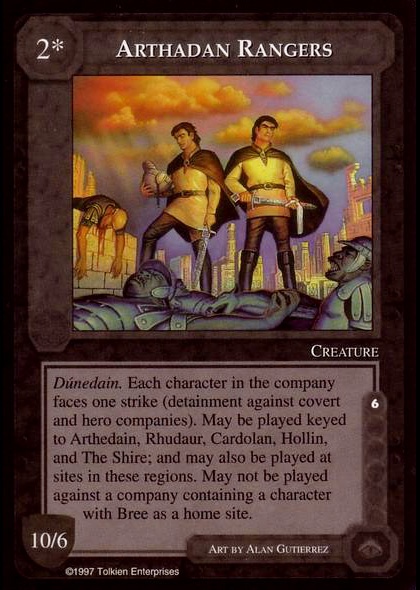 2*
ARTHADAN RANGERS
CREATURE
Dúnedain. Each character in the company
faces one strike (detainment against covert
and hero companies). May be played keyed
to Arthedain, Rhudaur, Cardolan, Hollin,
and The Shire; and may also be played at
sites in these regions. May not be played
against a company containing a character
with Bree as a home site.
6
10/6
ART BY ALAN GUTIERREZ
©1997 Tolkien Enterprises